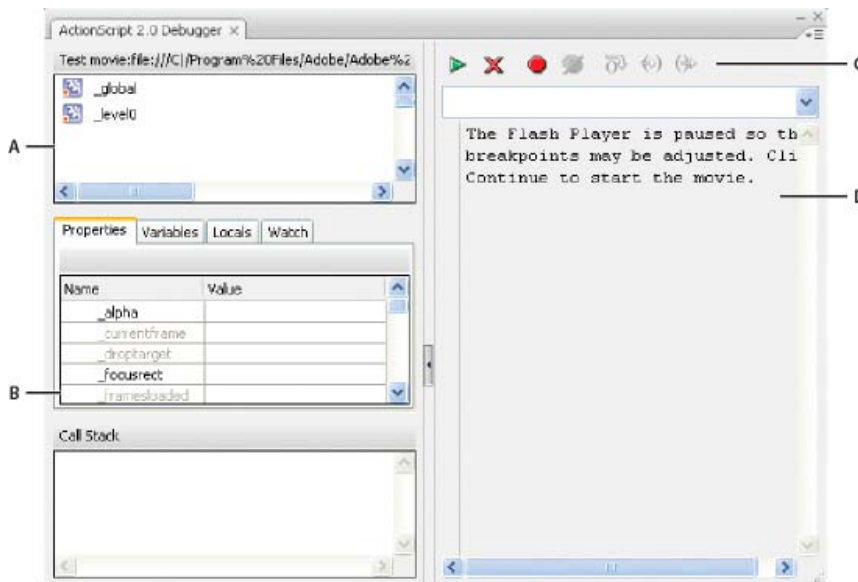 ActionScript 2.0 Debugger ×
Test movie:file:///C|/Program%20Files/Adobe/Adobe%2
_global
_level0
A
Properties Variables Locals Watch
Name Value
_alpha
_currentframe
_droptarget
_focusrect
_framesloaded
B
Call Stack
The Flash Player is paused so th
breakpoints may be adjusted. Cli
Continue to start the movie.